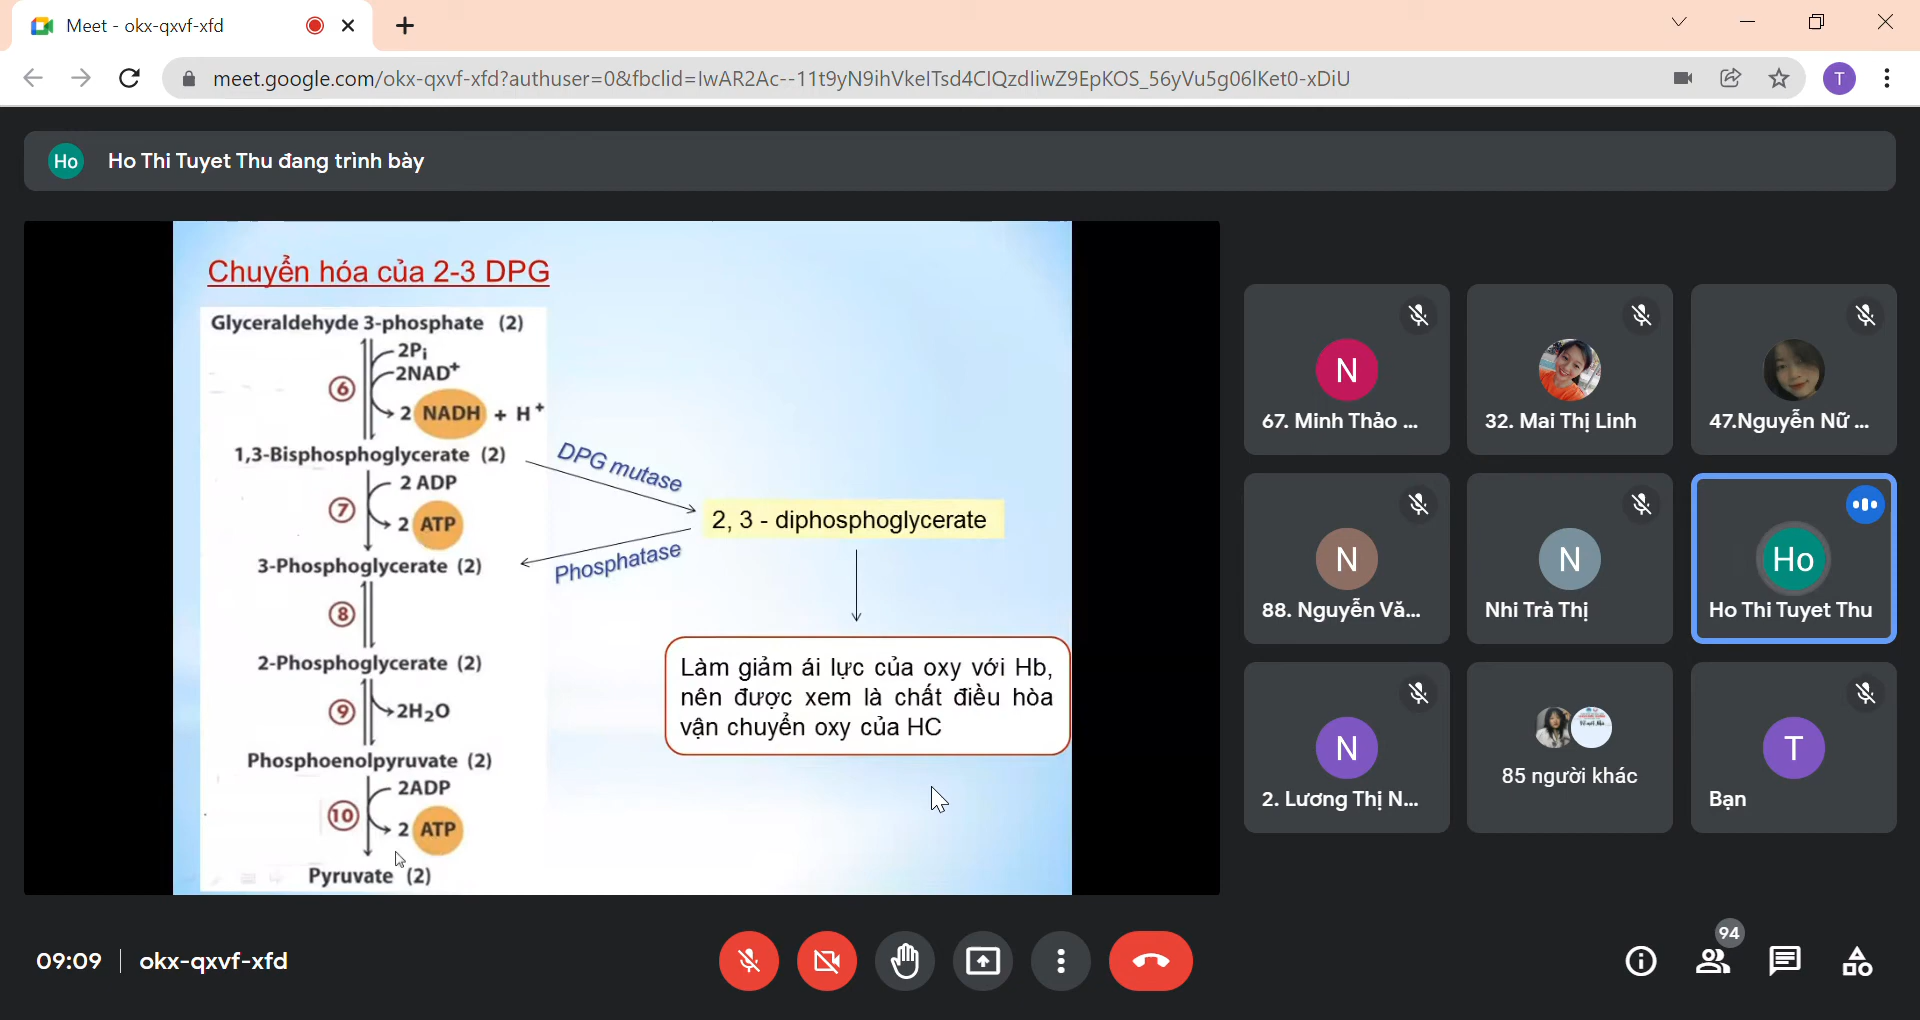 Meet - okx-qxvf-xfd
meet.google.com/okx-qxvf-xfd?authuser=0&fbclid=IwAR2Ac--11t9yN9ihVkeITsd4CIQzdIiwZ9EpKOS_56yVu5g06lKet0-xDiU
T
Ho
Ho Thi Tuyet Thu đang trình bày
Chuyển hóa của 2-3 DPG
Glyceraldehyde 3-phosphate (2)
2Pi
2NAD⁺
⑥
2 NADH + H⁺
1,3-Bisphosphoglycerate (2)
DPG mutase
2 ADP
⑦
2 ATP
2, 3 - diphosphoglycerate
3-Phosphoglycerate (2)
Phosphatase
⑧
2-Phosphoglycerate (2)
⑨
2H₂O
Phosphoenolpyruvate (2)
2ADP
⑩
2 ATP
Pyruvate (2)
Làm giảm ái lực của oxy với Hb,
nên được xem là chất điều hòa
vận chuyển oxy của HC
N
67. Minh Thảo ...
32. Mai Thị Linh
47.Nguyễn Nữ ...
N
88. Nguyễn Vă...
N
Nhi Trà Thị
Ho
Ho Thi Tuyet Thu
N
2. Lương Thị N...
85 người khác
T
Bạn
09:09
okx-qxvf-xfd
94